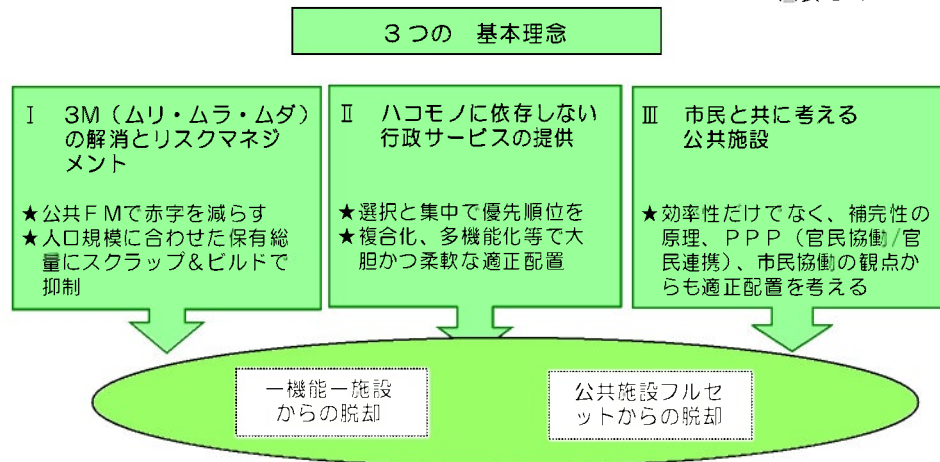 3つの 基本理念
Ⅰ 3M（ムリ・ムラ・ムダ）
の解消とリスクマネジ
メント
★公共FMで赤字を減らす
★人口規模に合わせた保有総
量にスクラップ&ビルドで
抑制
Ⅱ ハコモノに依存しない
行政サービスの提供
★選択と集中で優先順位を
★複合化、多機能化等で大
胆かつ柔軟な適正配置
Ⅲ 市民と共に考える
公共施設
★効率性だけでなく、補完性の
原理、PPP（官民協働/官
民連携）、市民協働の観点か
らも適正配置を考える
一機能一施設
からの脱却
公共施設フルセ
ットからの脱却